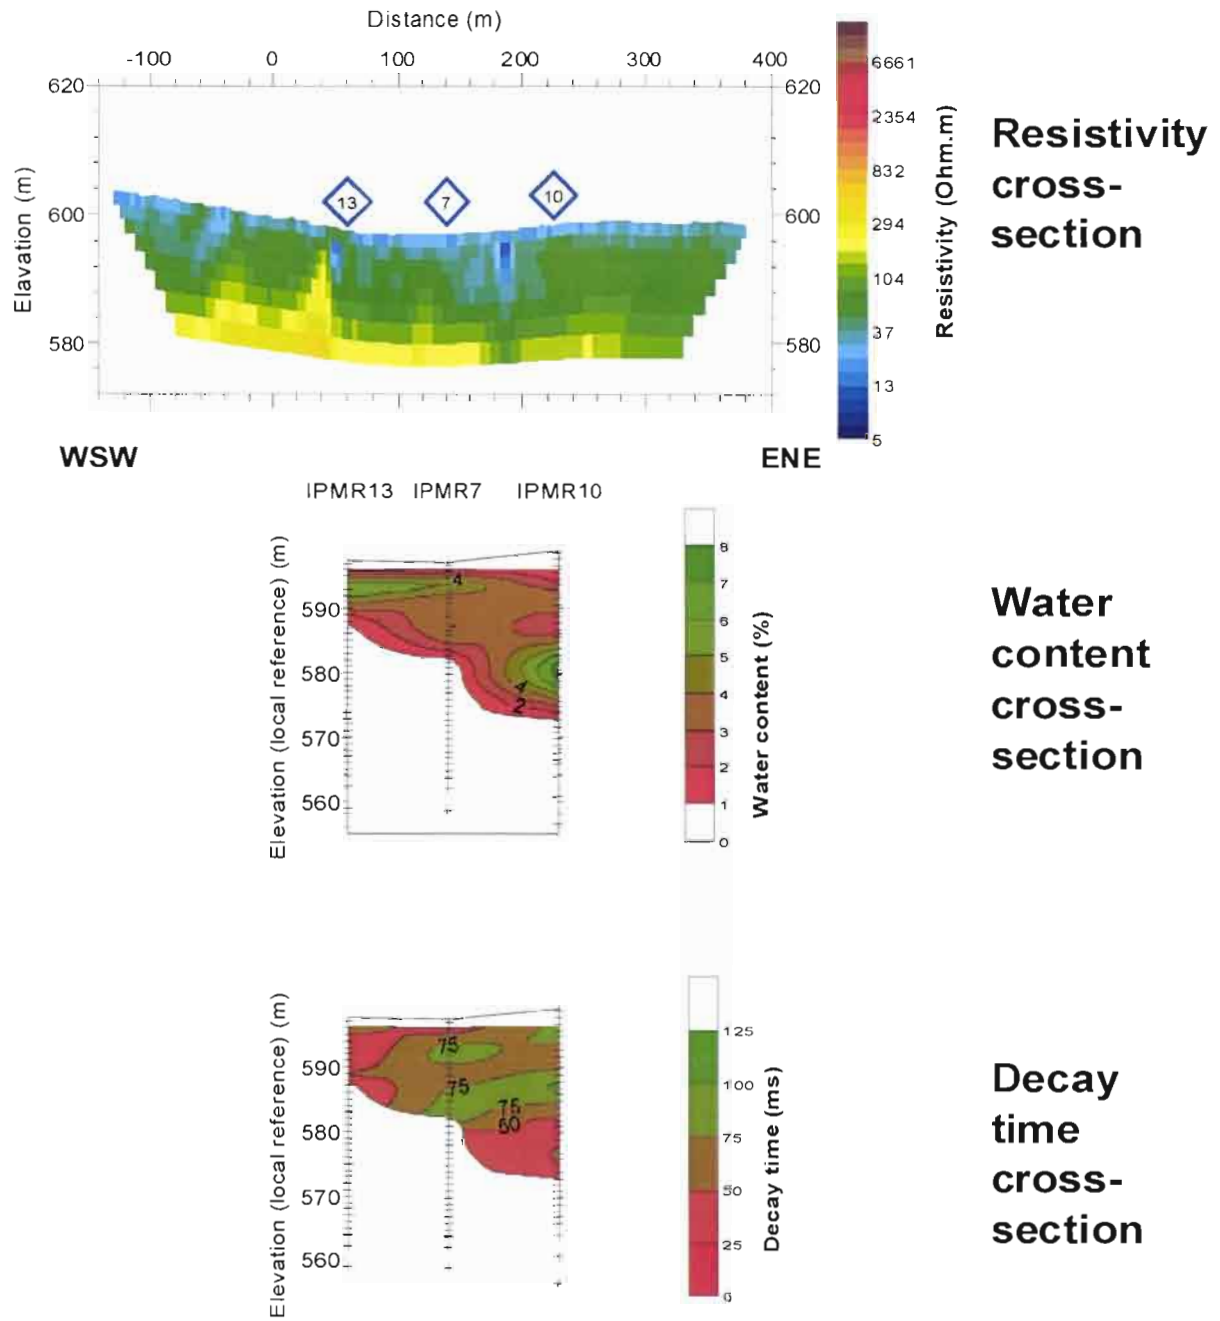 Distance (m)
-100 0 100 200 300 400
620 620
600 600
580 580
Elavation (m)
13 7 10
6661
2354
832
294
104
37
13
5
Resistivity (Ohm.m)
Resistivity
cross-
section
WSW ENE
IPMR13 IPMR7 IPMR10
590
580
570
560
Elevation (local reference) (m)
4
4
2
8
7
6
5
4
3
2
1
0
Water content (%)
Water
content
cross-
section
590
580
570
560
Elevation (local reference) (m)
75
75
75
50
125
100
75
50
25
0
Decay time (ms)
Decay
time
cross-
section